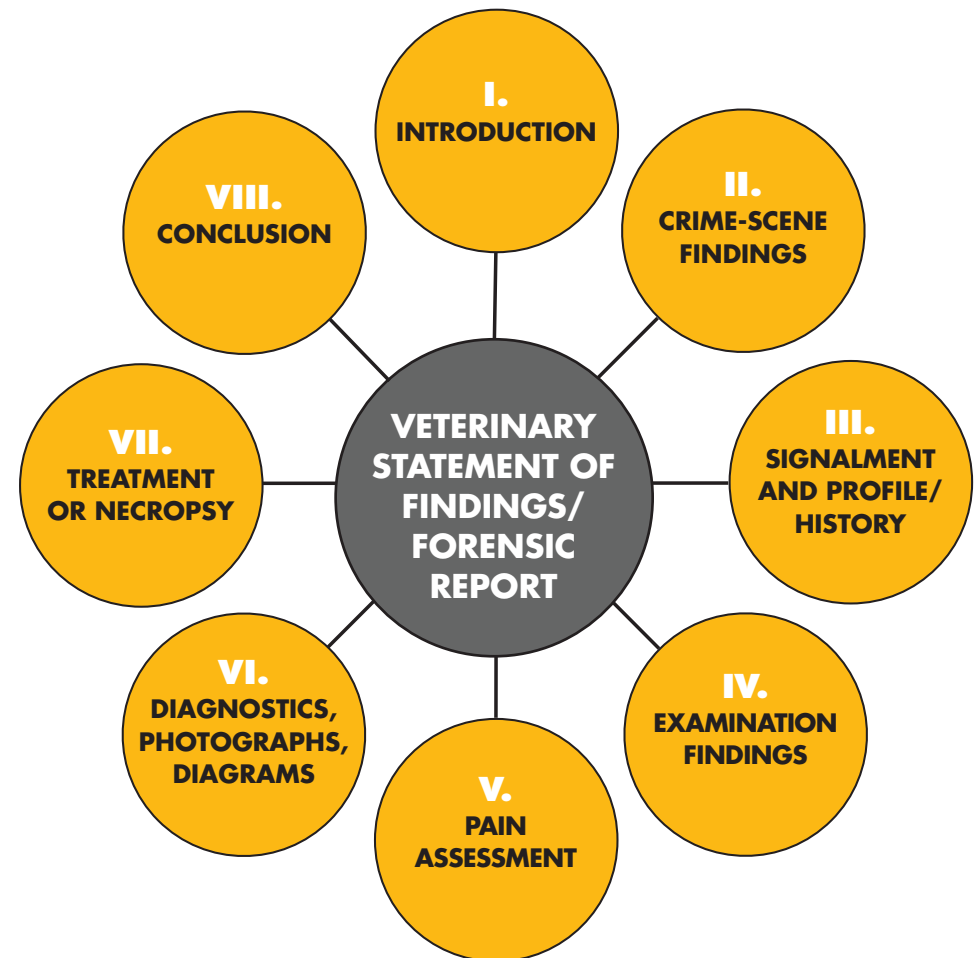 I.
INTRODUCTION
II.
CRIME-SCENE
FINDINGS
III.
SIGNALMENT
AND PROFILE/
HISTORY
IV.
EXAMINATION
FINDINGS
V.
PAIN
ASSESSMENT
VI.
DIAGNOSTICS,
PHOTOGRAPHS,
DIAGRAMS
VII.
TREATMENT
OR NECROPSY
VIII.
CONCLUSION
VETERINARY
STATEMENT OF
FINDINGS/
FORENSIC
REPORT